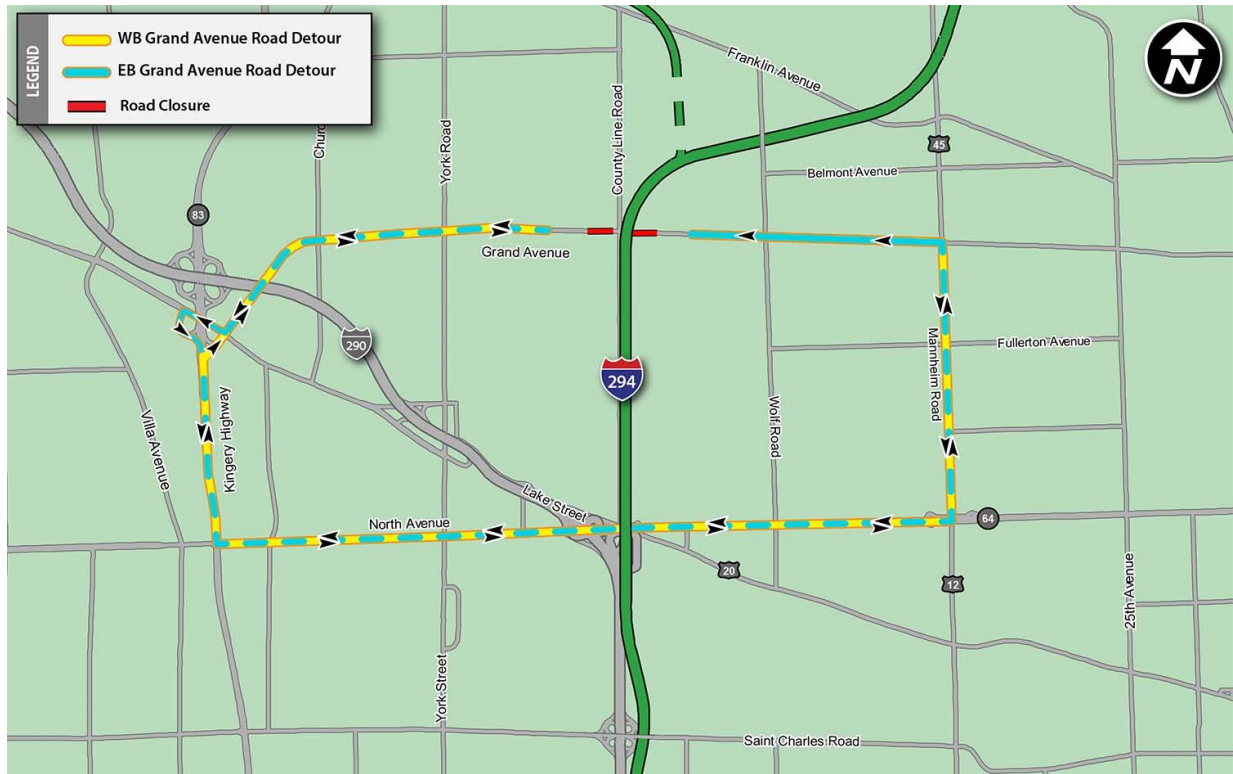 LEGEND
WB Grand Avenue Road Detour
EB Grand Avenue Road Detour
Road Closure
N
Franklin Avenue
County Line Road
York Road
45
Belmont Avenue
83
Grand Avenue
290
294
Mannheim Road
Fullerton Avenue
Villa Avenue
Kingery Highway
Wolf Road
Lake Street
North Avenue
64
20
12
25th Avenue
York Street
Saint Charles Road